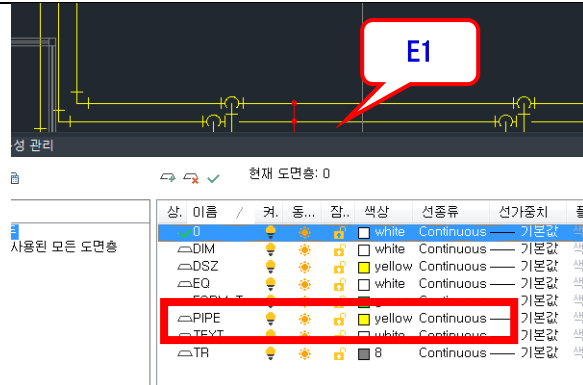 E1
성 관리
현재 도면층: 0
상. 이름 / 켜. 동... 잠.. 색상 선종류 선가중치
사용된 모든 도면층
0 white Continuous 기본값
DIM white Continuous 기본값
DSZ yellow Continuous 기본값
EQ white Continuous 기본값
PIPE yellow Continuous 기본값
TEXT white Continuous 기본값
TR 8 Continuous 기본값